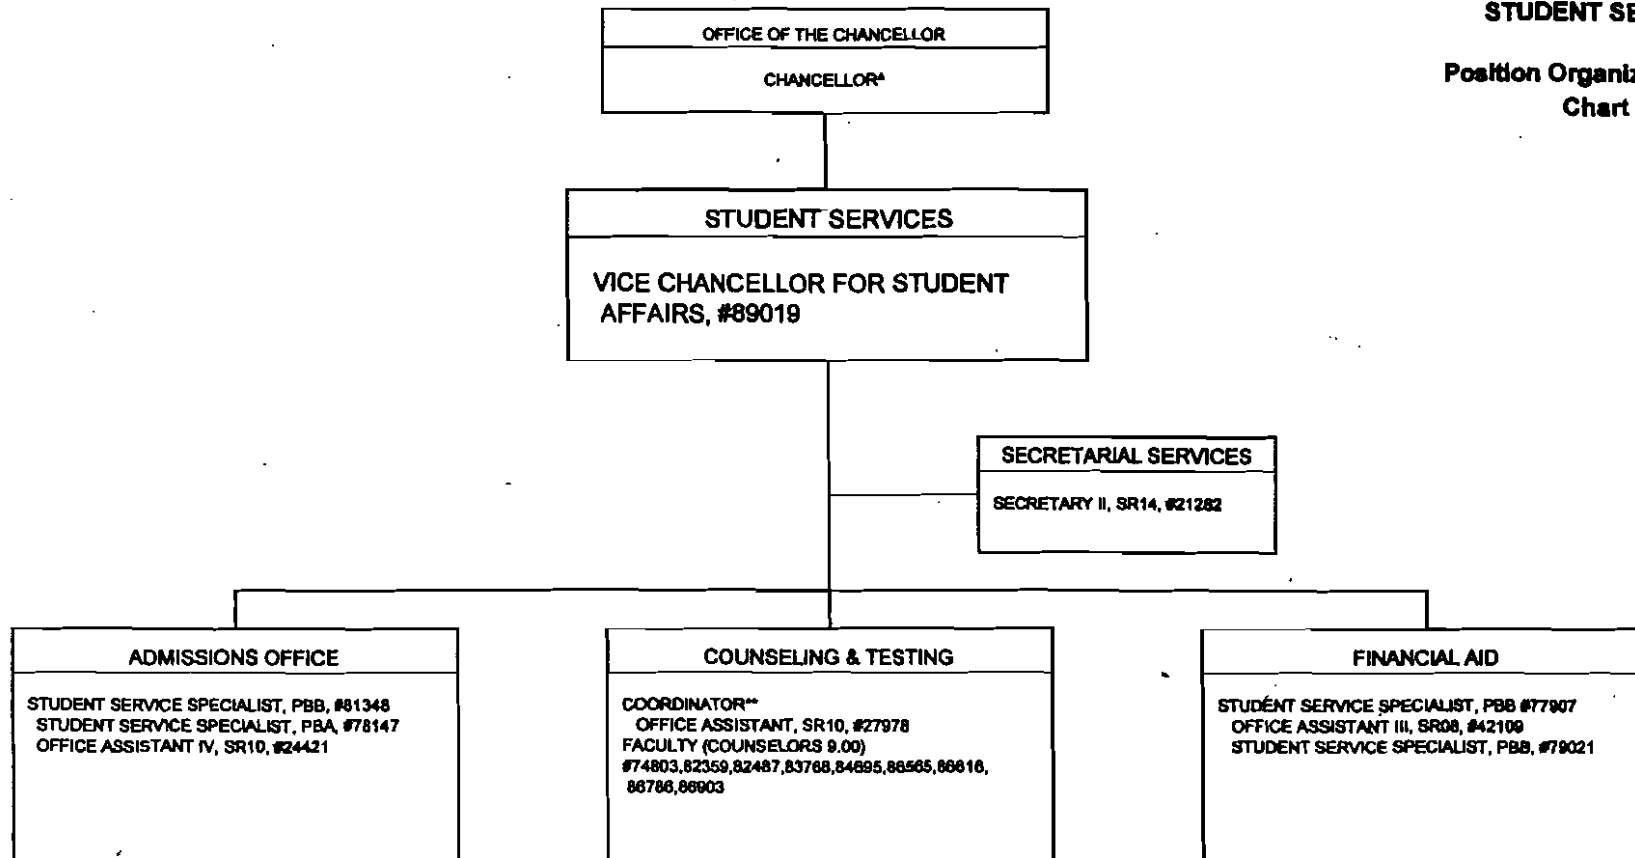 STUDENT SE
Position Organiz
Chart
OFFICE OF THE CHANCELLOR
CHANCELLOR^
STUDENT SERVICES
VICE CHANCELLOR FOR STUDENT
AFFAIRS, #89019
SECRETARIAL SERVICES
SECRETARY II, SR14, #21262
ADMISSIONS OFFICE
STUDENT SERVICE SPECIALIST, PBB, #81348
STUDENT SERVICE SPECIALIST, PBA, #78147
OFFICE ASSISTANT IV, SR10, #24421
COUNSELING & TESTING
COORDINATOR**
OFFICE ASSISTANT, SR10, #27978
FACULTY (COUNSELORS 9.00)
#74803,82359,82487,83768,84695,86565,86616,
86786,86903
FINANCIAL AID
STUDENT SERVICE SPECIALIST, PBB #77907
OFFICE ASSISTANT III, SR08, #42109
STUDENT SERVICE SPECIALIST, PBB, #79021